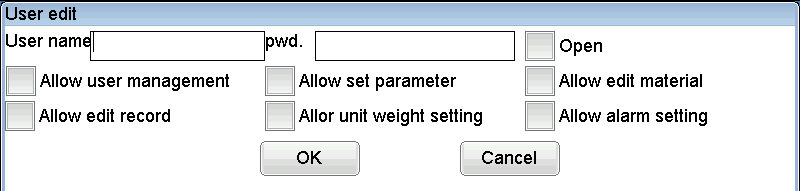 User edit
User name pwd. Open
Allow user management Allow set parameter Allow edit material
Allow edit record Allor unit weight setting Allow alarm setting
OK Cancel